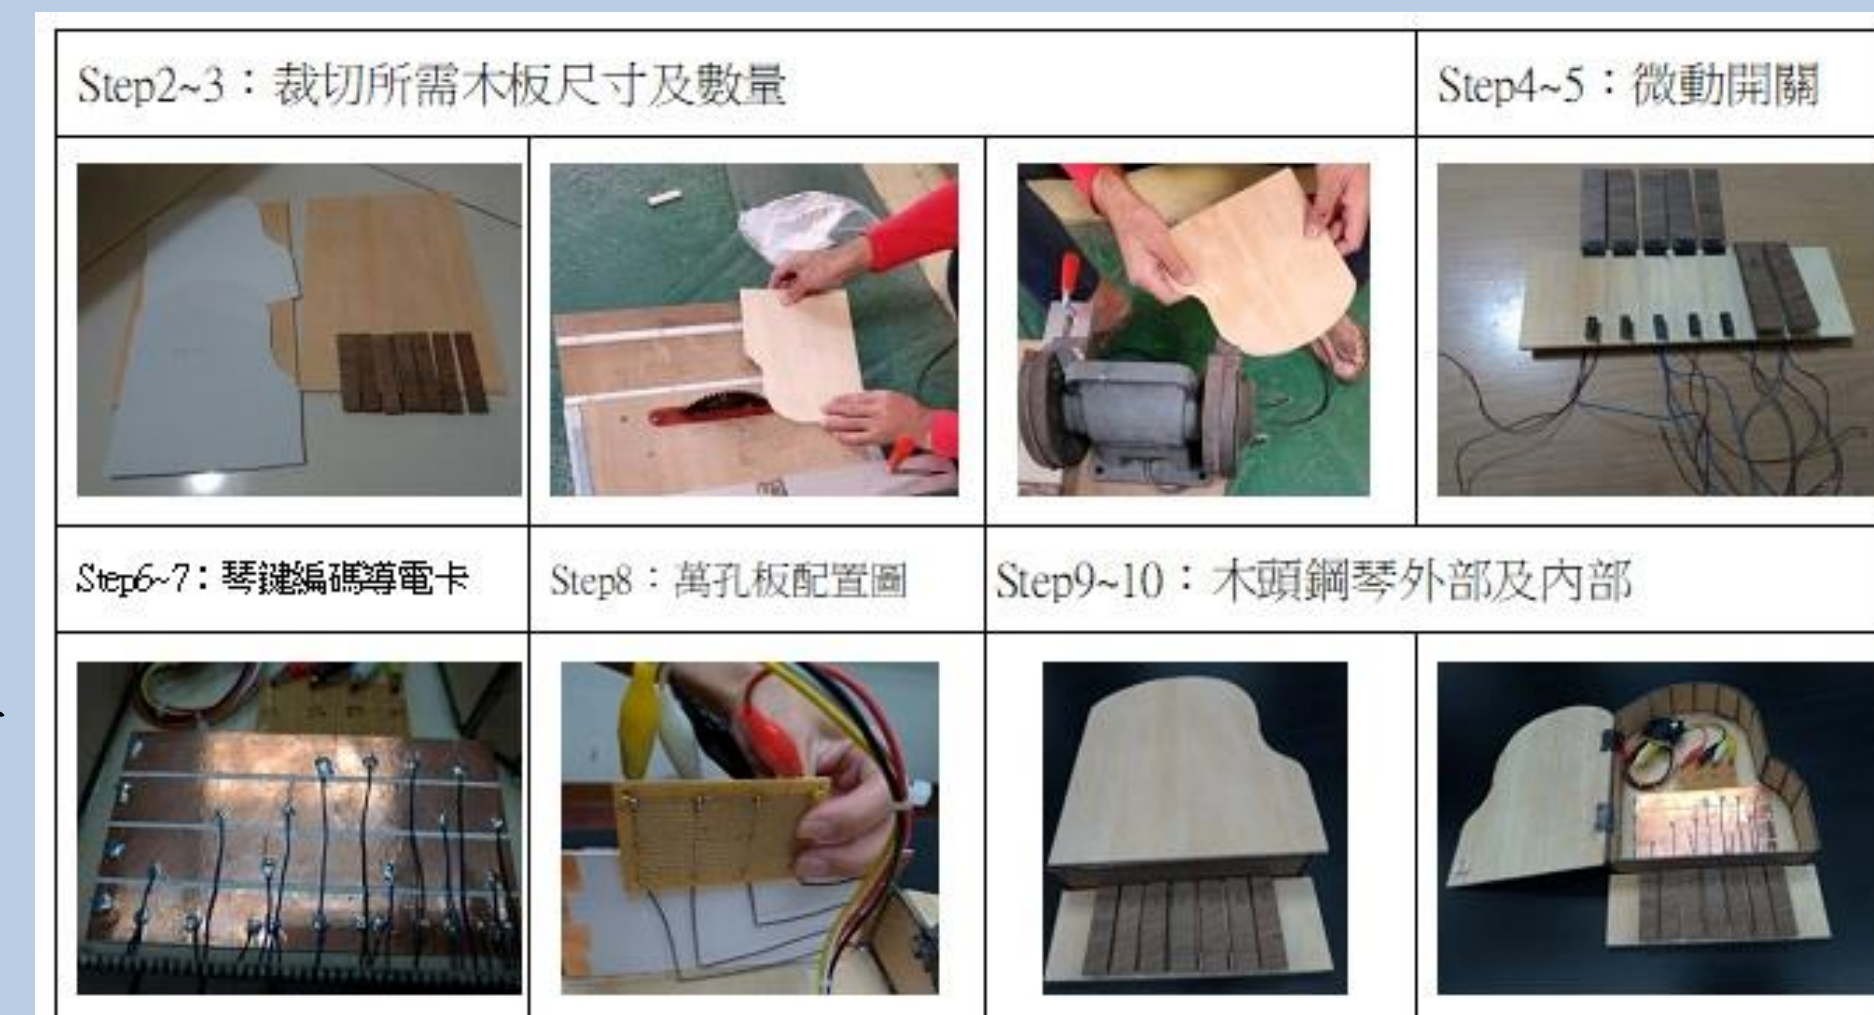 Step2~3：裁切所需木板尺寸及數量
Step4~5：微動開關
Step6~7：琴鍵編碼導電卡
Step8：萬孔板配置圖
Step9~10：木頭鋼琴外部及內部